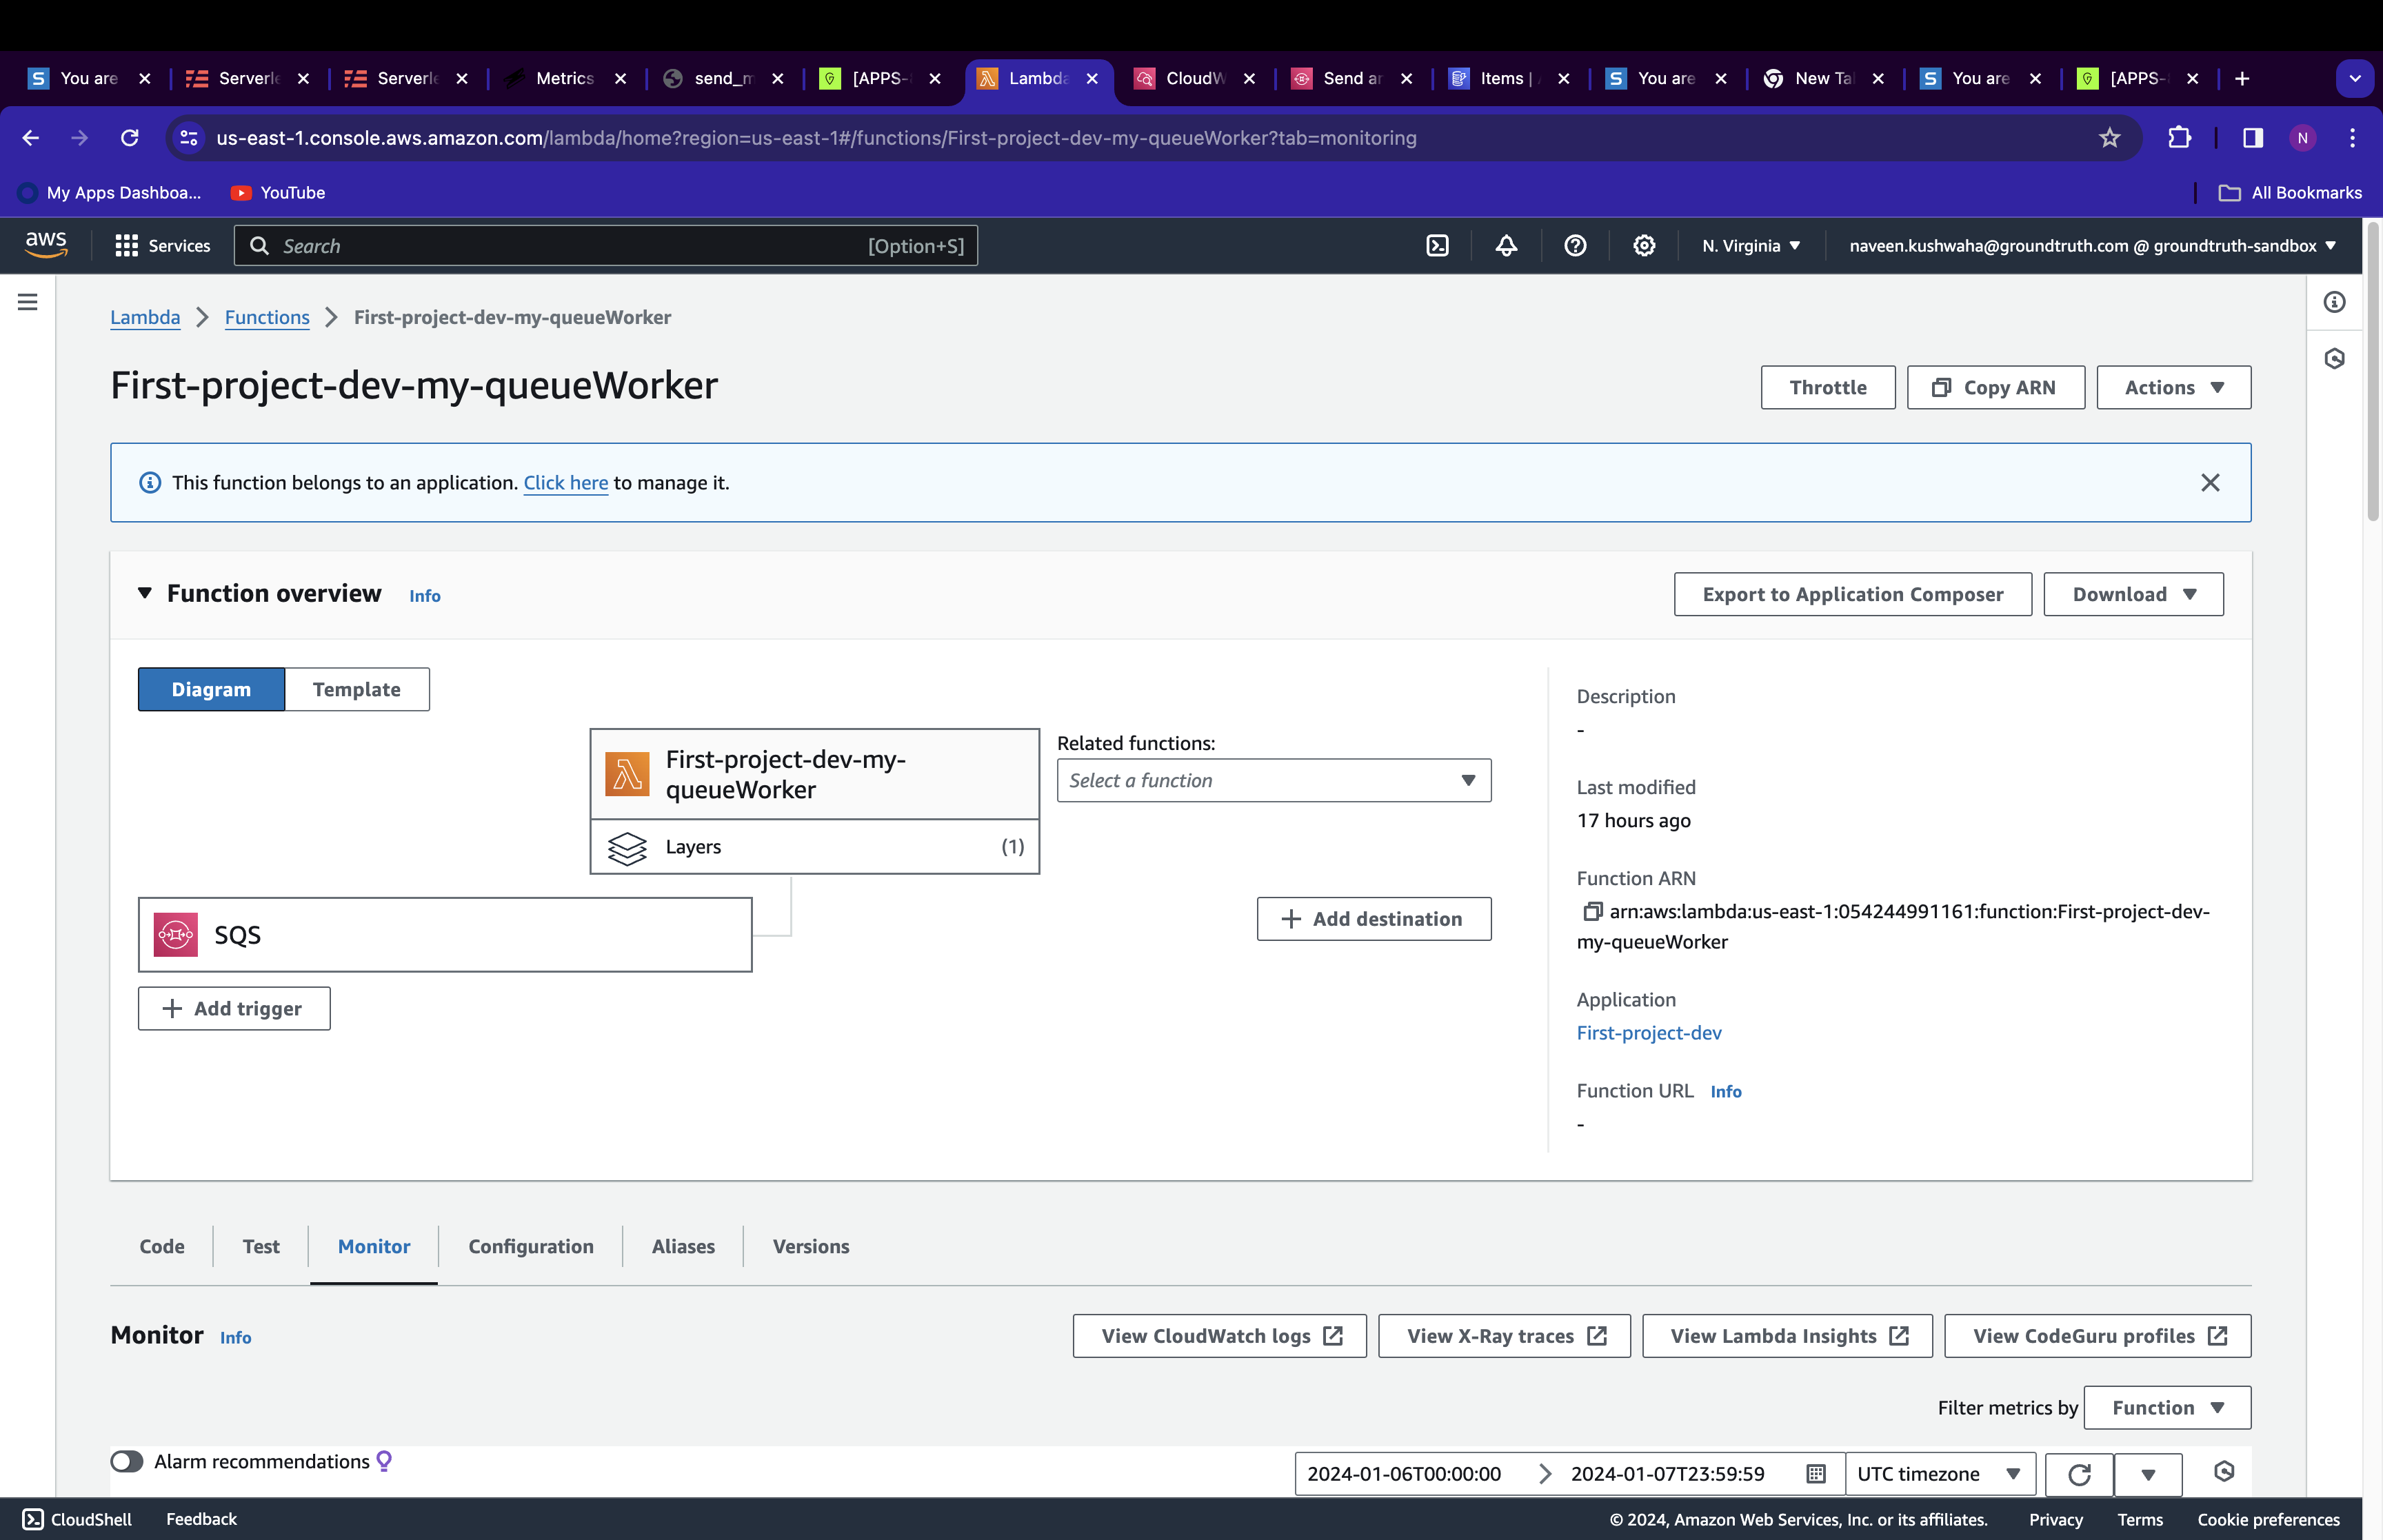 You are
Serverle
Serverle
Metrics
send_m
[APPS-
Lambda
CloudW
Send an
Items | A
You are
New Tab
You are
[APPS-
us-east-1.console.aws.amazon.com/lambda/home?region=us-east-1#/functions/First-project-dev-my-queueWorker?tab=monitoring
N
My Apps Dashboa...
YouTube
All Bookmarks
aws
Services
Search
[Option+S]
N. Virginia
naveen.kushwaha@groundtruth.com @ groundtruth-sandbox
Lambda
Functions
First-project-dev-my-queueWorker
First-project-dev-my-queueWorker
Throttle
Copy ARN
Actions
This function belongs to an application. Click here to manage it.
Function overview
Info
Export to Application Composer
Download
Diagram
Template
First-project-dev-my-
queueWorker
Layers
(1)
Related functions:
Select a function
SQS
Add destination
Add trigger
Description
-
Last modified
17 hours ago
Function ARN
arn:aws:lambda:us-east-1:054244991161:function:First-project-dev-
my-queueWorker
Application
First-project-dev
Function URL
Info
-
Code
Test
Monitor
Configuration
Aliases
Versions
Monitor
Info
View CloudWatch logs
View X-Ray traces
View Lambda Insights
View CodeGuru profiles
Filter metrics by
Function
Alarm recommendations
2024-01-06T00:00:00
2024-01-07T23:59:59
UTC timezone
CloudShell
Feedback
© 2024, Amazon Web Services, Inc. or its affiliates.
Privacy
Terms
Cookie preferences